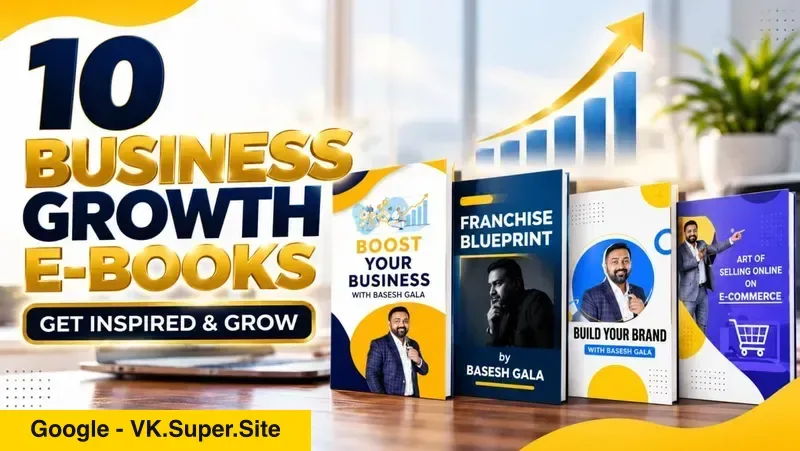 10
BUSINESS
GROWTH
E-BOOKS
GET INSPIRED & GROW
BOOST
YOUR
BUSINESS
WITH BASESH GALA
FRANCHISE
BLUEPRINT
by
BASESH GALA
BUILD YOUR BRAND
WITH BASESH GALA
ART OF
SELLING ONLINE
ON
E-COMMERCE
Google - VK.Super.Site